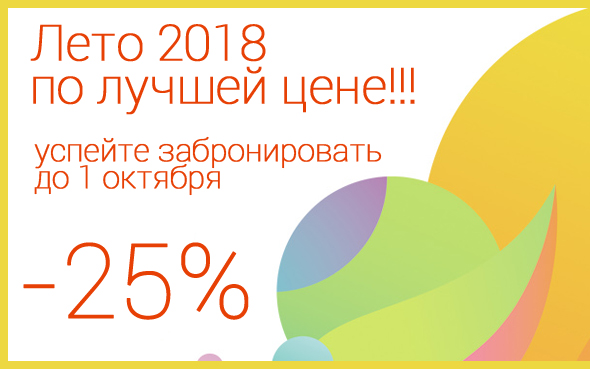 Лето 2018
по лучшей цене!!!
успейте забронировать
до 1 октября
-25%